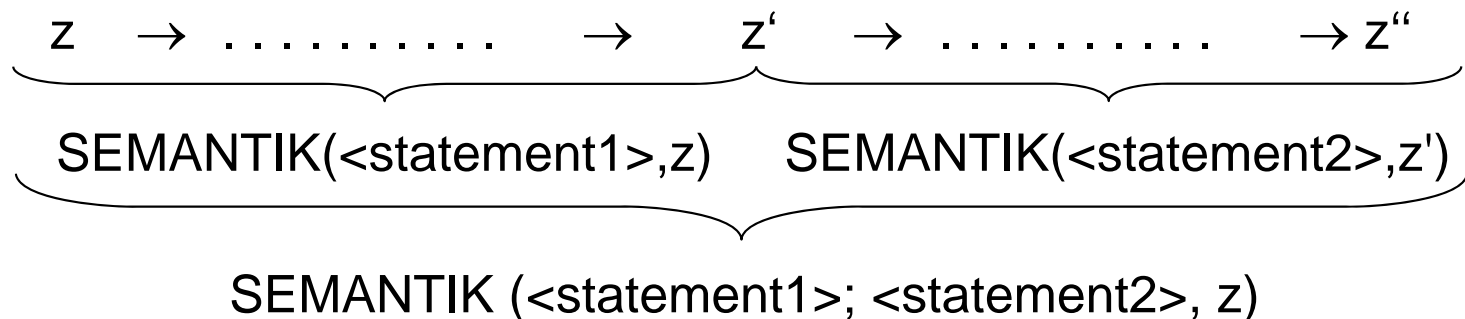 z → . . . . . . . . . . → z‘ → . . . . . . . . . . → z“
SEMANTIK(<statement1>,z) SEMANTIK(<statement2>,z')
SEMANTIK (<statement1>; <statement2>, z)